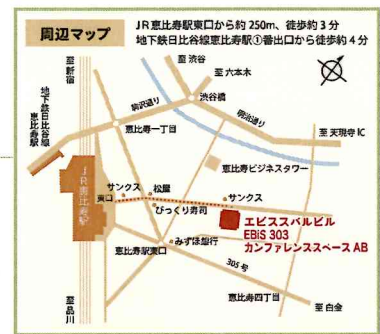 周辺マップ
JR恵比寿駅東口から約250m、徒歩約3分
地下鉄日比谷線恵比寿駅①番出口から徒歩約4分
至新宿
至 渋谷
至 六本木
地下鉄日比谷線
恵比寿駅
駒沢通り
渋谷橋
明治通り
至 天現寺IC
恵比寿一丁目
恵比寿ビジネスタワー
JR恵比寿駅
サンクス
松屋
サンクス
東口
びっくり寿司
エビススバルビル
EBiS 303
カンファレンススペース AB
みずほ銀行
恵比寿駅東口
305号
恵比寿四丁目
至品川
至 白金